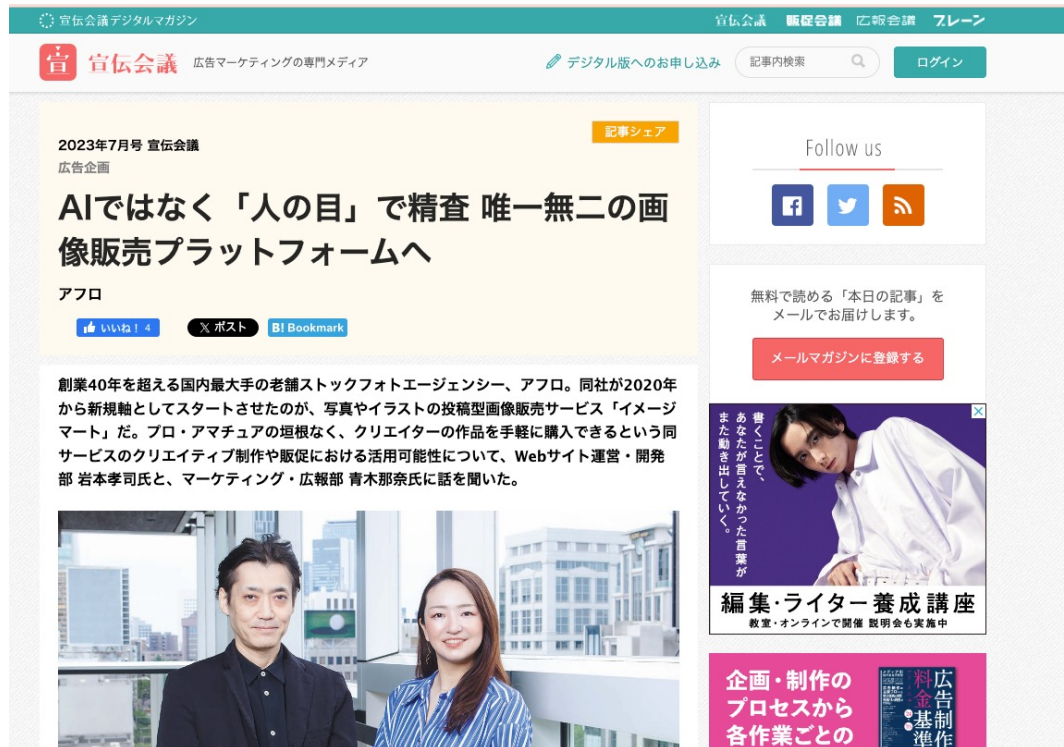 宣伝会議デジタルマガジン
宣伝会議 販促会議 広報会議 ブレーン
宣 宣伝会議 広告マーケティングの専門メディア
デジタル版へのお申し込み
記事内検索
ログイン
記事シェア
2023年7月号 宣伝会議
広告企画
AIではなく「人の目」で精査 唯一無二の画
像販売プラットフォームへ
アフロ
いいね！ 4
X ポスト
B! Bookmark
創業40年を超える国内最大手の老舗ストックフォトエージェンシー、アフロ。同社が2020年
から新規軸としてスタートさせたのが、写真やイラストの投稿型画像販売サービス「イメージ
マート」だ。プロ・アマチュアの垣根なく、クリエイターの作品を手軽に購入できるという同
サービスのクリエイティブ制作や販促における活用可能性について、Webサイト運営・開発
部 岩本孝司氏と、マーケティング・広報部 青木那奈氏に話を聞いた。
Follow us
無料で読める「本日の記事」を
メールでお届けします。
メールマガジンに登録する
書くことで、
あなたが言えなかった言葉が
また動き出していく。
編集・ライター養成講座
教室・オンラインで開催 説明会も実施中
企画・制作の
プロセスから
各作業ごとの
広告制作
料金基準